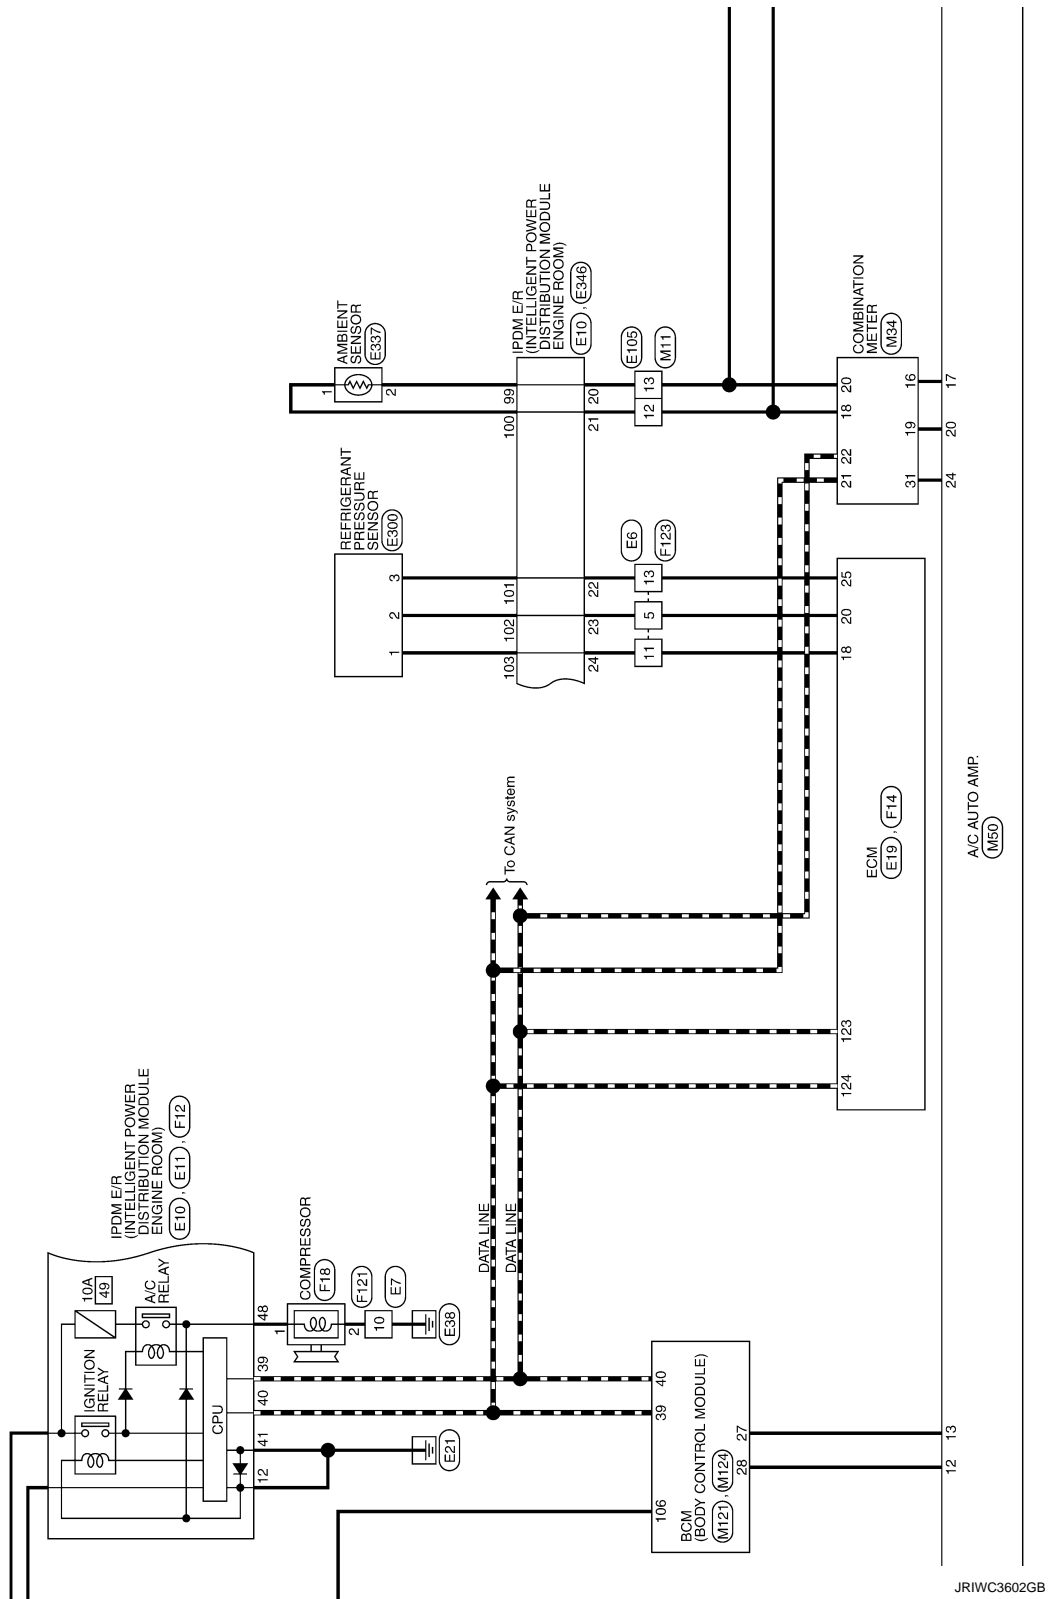 IPDM E/R
(INTELLIGENT POWER
DISTRIBUTION MODULE
ENGINE ROOM)
E10 , E11 , F12
10A
49
A/C
RELAY
IGNITION
RELAY
CPU
12
41
40
39
48
E21
COMPRESSOR
F18
1
2
F121
E7
10
E38
DATA LINE
DATA LINE
To CAN system
106
39
40
BCM
(BODY CONTROL MODULE)
M121 , M124
28
27
12
13
REFRIGERANT
PRESSURE
SENSOR
E300
1
2
3
AMBIENT
SENSOR
E337
1
2
IPDM E/R
(INTELLIGENT POWER
DISTRIBUTION MODULE
ENGINE ROOM)
E10 , E346
103
102
101
100
99
24
23
22
21
20
E6
F123
11
5
13
E105
M11
12
13
124
123
18
20
25
ECM
E19 , F14
COMBINATION
METER
M34
21
22
18
20
31
19
16
24
20
17
A/C AUTO AMP.
M50
JRIWC3602GB